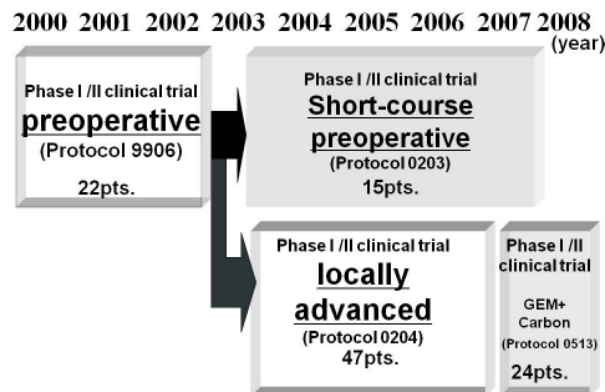 2000 2001 2002 2003 2004 2005 2006 2007 2008
(year)
Phase I /II clinical trial
preoperative
(Protocol 9906)
22pts.
Phase I /II clinical trial
Short-course
preoperative
(Protocol 0203)
15pts.
Phase I /II clinical trial
locally
advanced
(Protocol 0204)
47pts.
Phase I /II
clinical trial
GEM+
Carbon
(Protocol 0513)
24pts.